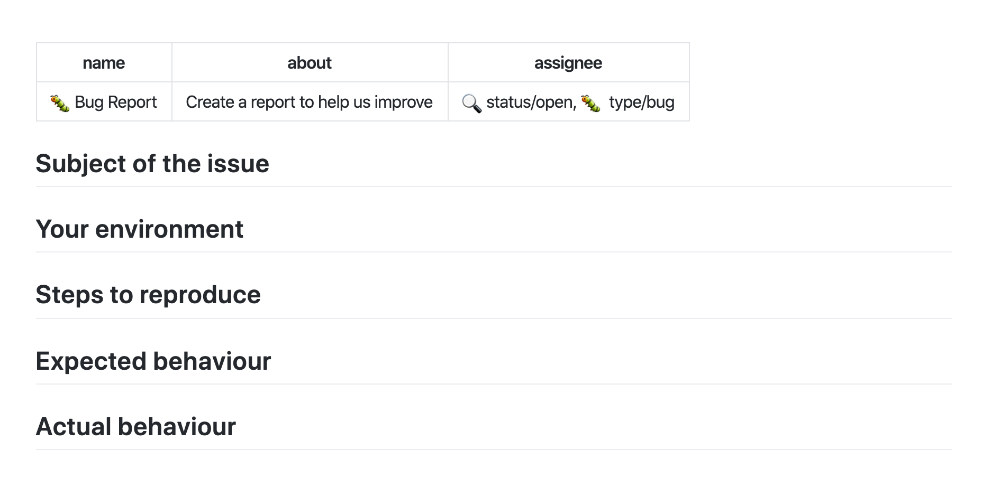 name about assignee
🐛 Bug Report Create a report to help us improve 🔍 status/open, 🐛 type/bug
Subject of the issue
Your environment
Steps to reproduce
Expected behaviour
Actual behaviour